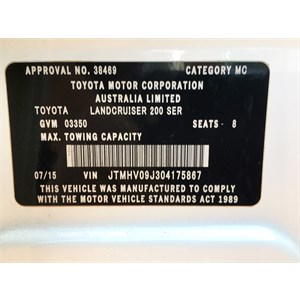 APPROVAL NO. 38469 CATEGORY MC
TOYOTA MOTOR CORPORATION
AUSTRALIA LIMITED
TOYOTA LANDCRUISER 200 SER
GVM 03350 SEATS - 8
MAX. TOWING CAPACITY
07/15 VIN JTMHV09J304175867
THIS VEHICLE WAS MANUFACTURED TO COMPLY
WITH THE MOTOR VEHICLE STANDARDS ACT 1989